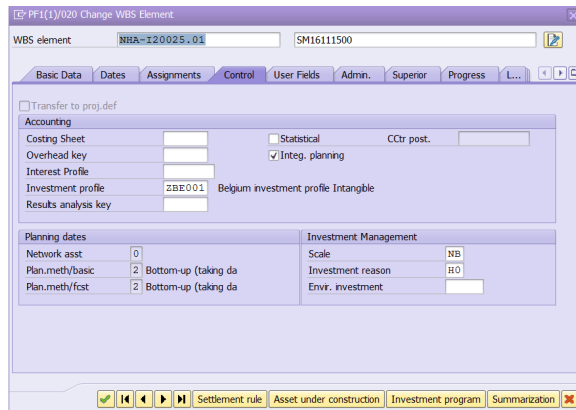 PF1(1)/020 Change WBS Element
WBS element NHA-I20025.01 SM16111500
Basic Data Dates Assignments Control User Fields Admin. Superior Progress L...
Transfer to proj.def
Accounting
Costing Sheet Statistical CCtr post.
Overhead key Integ. planning
Interest Profile
Investment profile ZBE001 Belgium investment profile Intangible
Results analysis key
Planning dates Investment Management
Network asst 0 Scale NB
Plan.meth/basic 2 Bottom-up (taking da Investment reason H0
Plan.meth/fcst 2 Bottom-up (taking da Envir. investment
Settlement rule Asset under construction Investment program Summarization